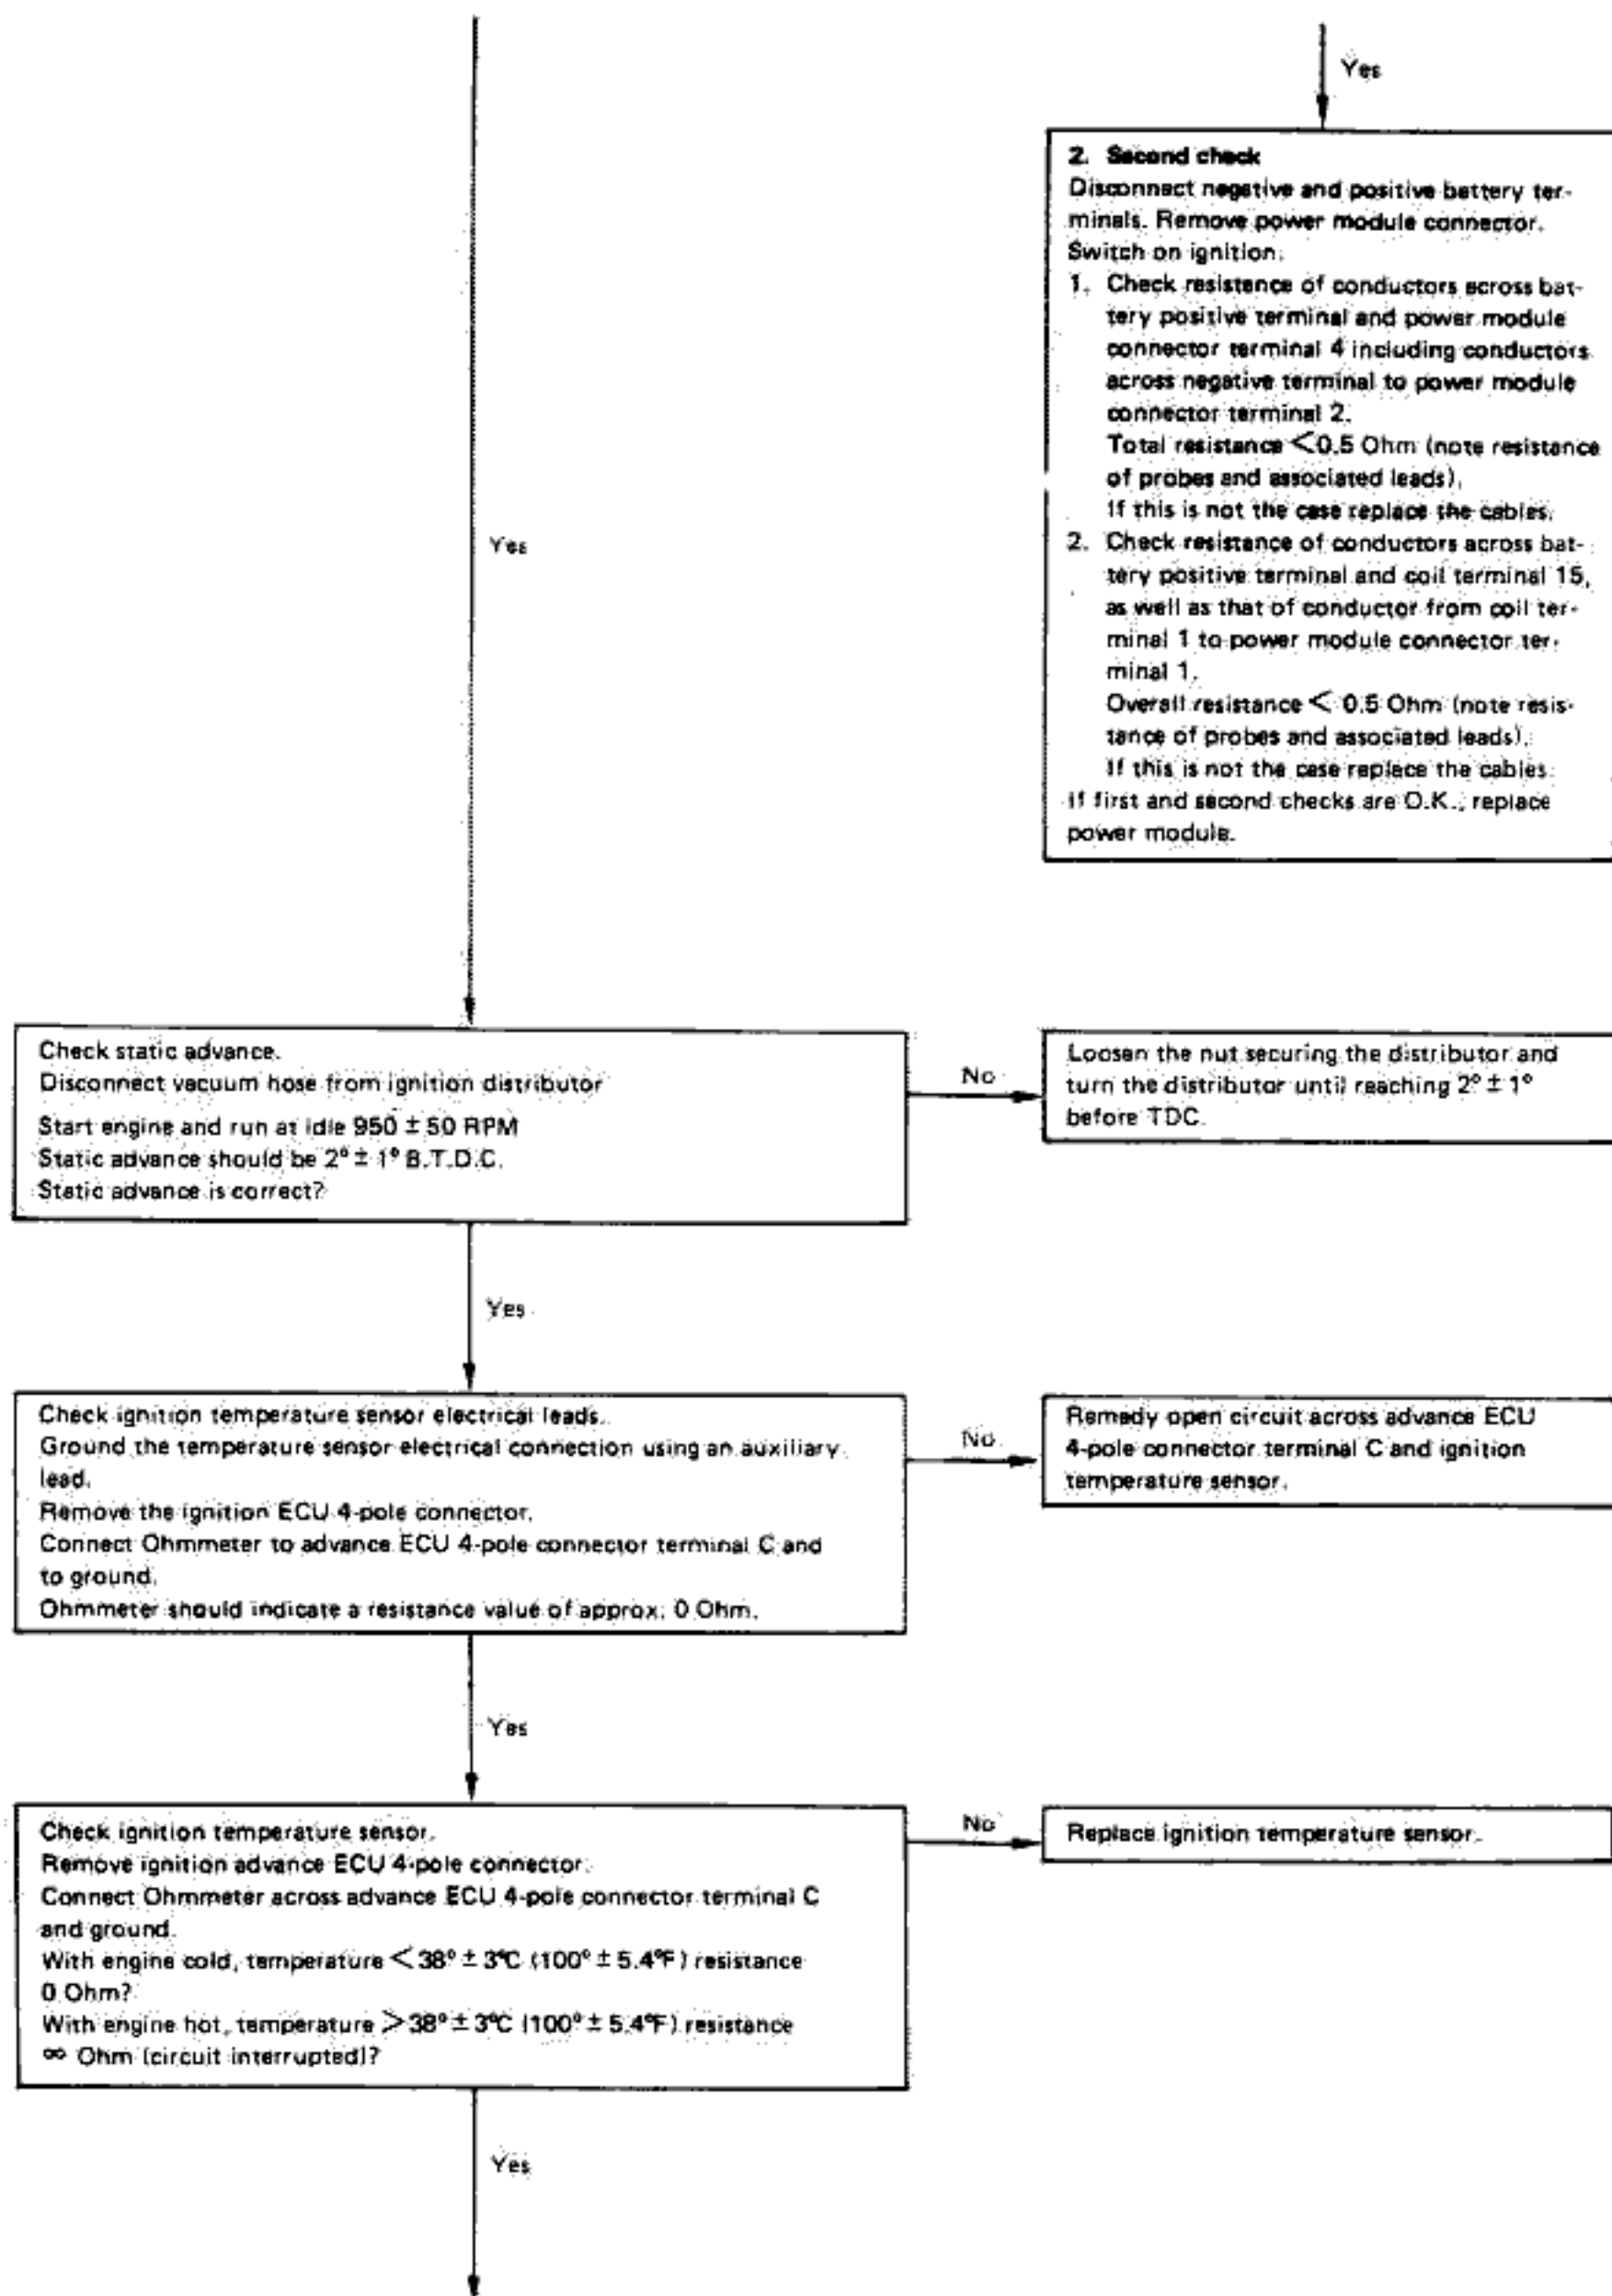 Yes
2. Second check
Disconnect negative and positive battery ter-
minals. Remove power module connector.
Switch on ignition.
1. Check resistance of conductors across bat-
tery positive terminal and power module
connector terminal 4 including conductors
across negative terminal to power module
connector terminal 2.
Total resistance <0.5 Ohm (note resistance
of probes and associated leads).
If this is not the case replace the cables.
2. Check resistance of conductors across bat-
tery positive terminal and coil terminal 15,
as well as that of conductor from coil ter-
minal 1 to power module connector ter-
minal 1.
Overall resistance < 0.5 Ohm (note resis-
tance of probes and associated leads).
If this is not the case replace the cables.
If first and second checks are O.K., replace
power module.
Yes
Check static advance.
Disconnect vacuum hose from ignition distributor
Start engine and run at idle 950 ± 50 RPM
Static advance should be 2° ± 1° B.T.D.C.
Static advance is correct?
No
Loosen the nut securing the distributor and
turn the distributor until reaching 2° ± 1°
before TDC.
Yes
Check ignition temperature sensor electrical leads.
Ground the temperature sensor electrical connection using an auxiliary
lead.
Remove the ignition ECU 4-pole connector.
Connect Ohmmeter to advance ECU 4-pole connector terminal C and
to ground.
Ohmmeter should indicate a resistance value of approx. 0 Ohm.
No
Remedy open circuit across advance ECU
4-pole connector terminal C and ignition
temperature sensor.
Yes
Check ignition temperature sensor.
Remove ignition advance ECU 4-pole connector.
Connect Ohmmeter across advance ECU 4-pole connector terminal C
and ground.
With engine cold, temperature < 38° ± 3°C (100° ± 5.4°F) resistance
0 Ohm?
With engine hot, temperature > 38° ± 3°C (100° ± 5.4°F) resistance
∞ Ohm (circuit interrupted)?
No
Replace ignition temperature sensor.
Yes